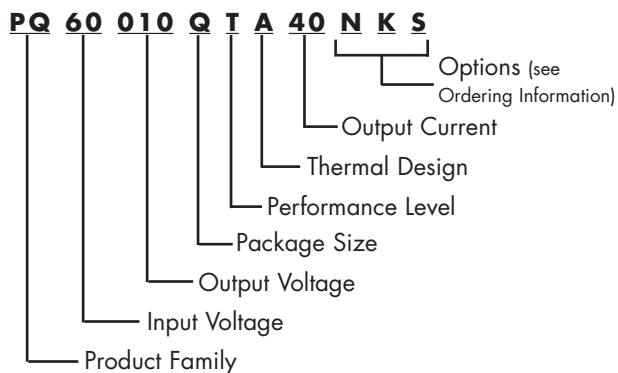 PQ 60 010 Q T A 40 N K S
Options (see
Ordering Information)
Output Current
Thermal Design
Performance Level
Package Size
Output Voltage
Input Voltage
Product Family